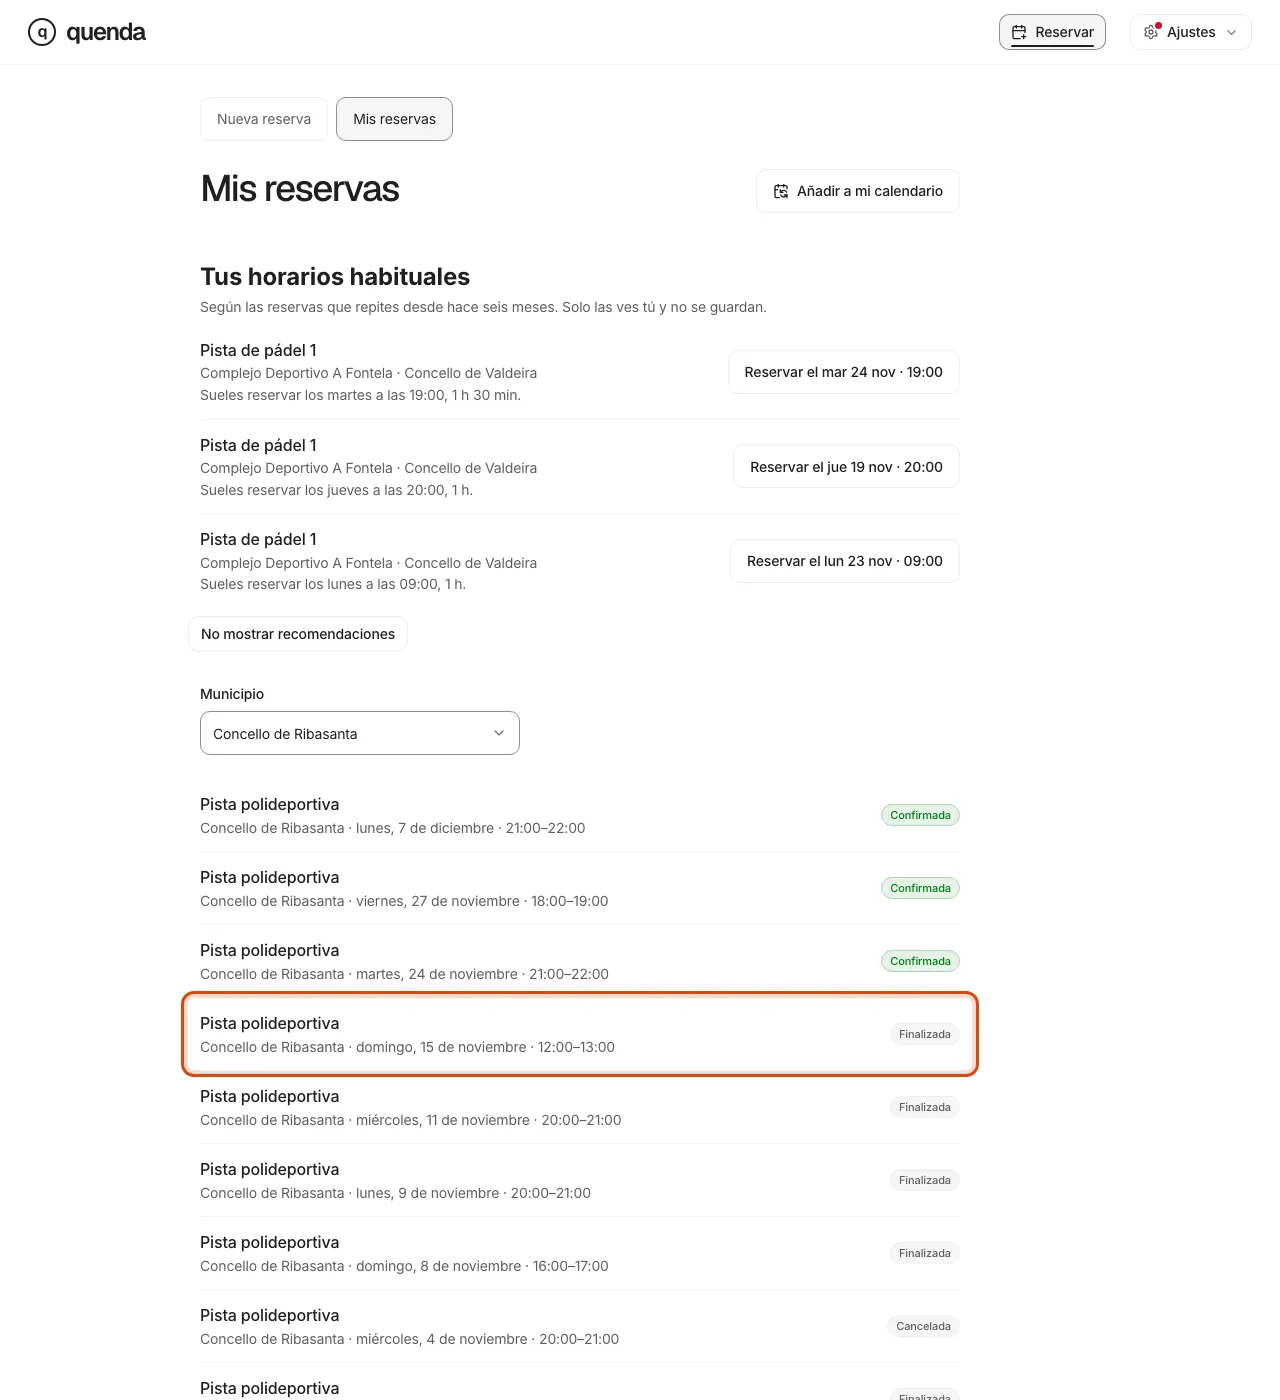 q quenda
Reservar
Ajustes
Nueva reserva
Mis reservas
Mis reservas
Añadir a mi calendario
Tus horarios habituales
Según las reservas que repites desde hace seis meses. Solo las ves tú y no se guardan.
Pista de pádel 1
Complejo Deportivo A Fontela · Concello de Valdeira
Sueles reservar los martes a las 19:00, 1 h 30 min.
Reservar el mar 24 nov · 19:00
Pista de pádel 1
Complejo Deportivo A Fontela · Concello de Valdeira
Sueles reservar los jueves a las 20:00, 1 h.
Reservar el jue 19 nov · 20:00
Pista de pádel 1
Complejo Deportivo A Fontela · Concello de Valdeira
Sueles reservar los lunes a las 09:00, 1 h.
Reservar el lun 23 nov · 09:00
No mostrar recomendaciones
Municipio
Concello de Ribasanta
Pista polideportiva
Concello de Ribasanta · lunes, 7 de diciembre · 21:00–22:00
Confirmada
Pista polideportiva
Concello de Ribasanta · viernes, 27 de noviembre · 18:00–19:00
Confirmada
Pista polideportiva
Concello de Ribasanta · martes, 24 de noviembre · 21:00–22:00
Confirmada
Pista polideportiva
Concello de Ribasanta · domingo, 15 de noviembre · 12:00–13:00
Finalizada
Pista polideportiva
Concello de Ribasanta · miércoles, 11 de noviembre · 20:00–21:00
Finalizada
Pista polideportiva
Concello de Ribasanta · lunes, 9 de noviembre · 20:00–21:00
Finalizada
Pista polideportiva
Concello de Ribasanta · domingo, 8 de noviembre · 16:00–17:00
Finalizada
Pista polideportiva
Concello de Ribasanta · miércoles, 4 de noviembre · 20:00–21:00
Cancelada
Pista polideportiva
Finalizada